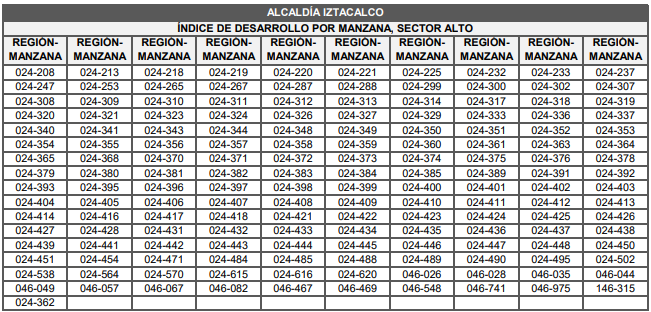 ALCALDÍA IZTACALCO
ÍNDICE DE DESARROLLO POR MANZANA, SECTOR ALTO
REGIÓN-MANZANA REGIÓN-MANZANA REGIÓN-MANZANA REGIÓN-MANZANA REGIÓN-MANZANA REGIÓN-MANZANA REGIÓN-MANZANA REGIÓN-MANZANA REGIÓN-MANZANA REGIÓN-MANZANA
024-208 024-213 024-218 024-219 024-220 024-221 024-225 024-232 024-233 024-237
024-247 024-253 024-265 024-267 024-287 024-288 024-299 024-300 024-302 024-307
024-308 024-309 024-310 024-311 024-312 024-313 024-314 024-317 024-318 024-319
024-320 024-321 024-323 024-324 024-326 024-327 024-329 024-333 024-336 024-337
024-340 024-341 024-343 024-344 024-348 024-349 024-350 024-351 024-352 024-353
024-354 024-355 024-356 024-357 024-358 024-359 024-360 024-361 024-363 024-364
024-365 024-368 024-370 024-371 024-372 024-373 024-374 024-375 024-376 024-378
024-379 024-380 024-381 024-382 024-383 024-384 024-385 024-389 024-391 024-392
024-393 024-395 024-396 024-397 024-398 024-399 024-400 024-401 024-402 024-403
024-404 024-405 024-406 024-407 024-408 024-409 024-410 024-411 024-412 024-413
024-414 024-416 024-417 024-418 024-421 024-422 024-423 024-424 024-425 024-426
024-427 024-428 024-431 024-432 024-433 024-434 024-435 024-436 024-437 024-438
024-439 024-441 024-442 024-443 024-444 024-445 024-446 024-447 024-448 024-450
024-451 024-454 024-471 024-484 024-485 024-488 024-489 024-490 024-495 024-502
024-538 024-564 024-570 024-615 024-616 024-620 046-026 046-028 046-035 046-044
046-049 046-057 046-067 046-082 046-467 046-469 046-548 046-741 046-975 146-315
024-362